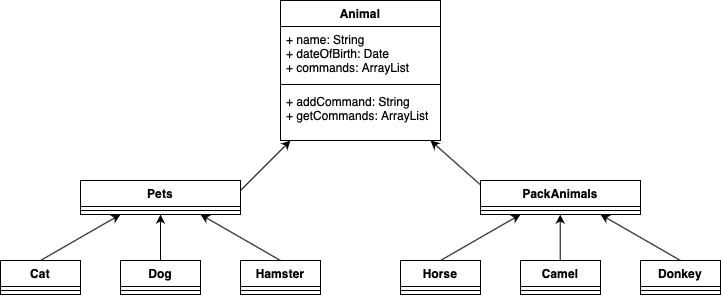 Animal
+ name: String
+ dateOfBirth: Date
+ commands: ArrayList
+ addCommand: String
+ getCommands: ArrayList
Pets
PackAnimals
Cat
Dog
Hamster
Horse
Camel
Donkey